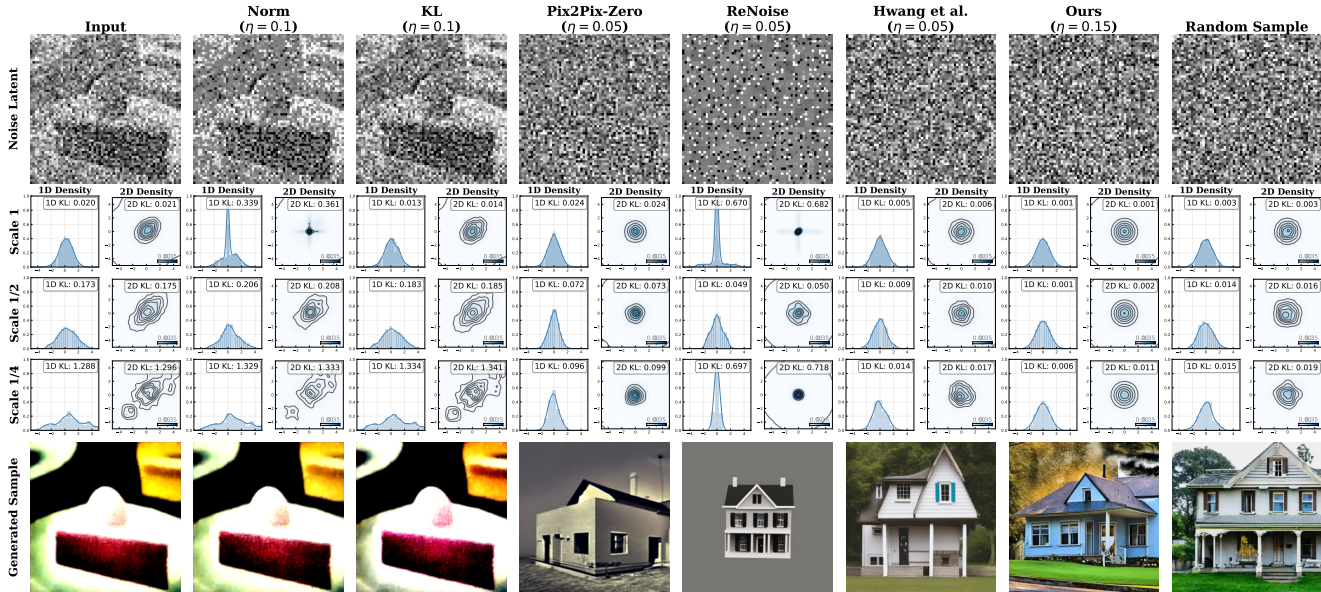 Input
Norm
(η = 0.1)
KL
(η = 0.1)
Pix2Pix-Zero
(η = 0.05)
ReNoise
(η = 0.05)
Hwang et al.
(η = 0.05)
Ours
(η = 0.15)
Random Sample
Noise Latent
1D Density 2D Density 1D Density 2D Density 1D Density 2D Density 1D Density 2D Density 1D Density 2D Density 1D Density 2D Density 1D Density 2D Density 1D Density 2D Density
Scale 1
1D KL: 0.020 2D KL: 0.021 1D KL: 0.339 2D KL: 0.361 1D KL: 0.013 2D KL: 0.014 1D KL: 0.024 2D KL: 0.024 1D KL: 0.670 2D KL: 0.682 1D KL: 0.005 2D KL: 0.006 1D KL: 0.001 2D KL: 0.001 1D KL: 0.003 2D KL: 0.003
Scale 1/2
1D KL: 0.173 2D KL: 0.175 1D KL: 0.206 2D KL: 0.208 1D KL: 0.183 2D KL: 0.185 1D KL: 0.072 2D KL: 0.073 1D KL: 0.049 2D KL: 0.050 1D KL: 0.009 2D KL: 0.010 1D KL: 0.001 2D KL: 0.002 1D KL: 0.014 2D KL: 0.016
Scale 1/4
1D KL: 1.288 2D KL: 1.296 1D KL: 1.329 2D KL: 1.333 1D KL: 1.334 2D KL: 1.341 1D KL: 0.096 2D KL: 0.099 1D KL: 0.697 2D KL: 0.718 1D KL: 0.014 2D KL: 0.017 1D KL: 0.006 2D KL: 0.011 1D KL: 0.015 2D KL: 0.019
Generated Sample